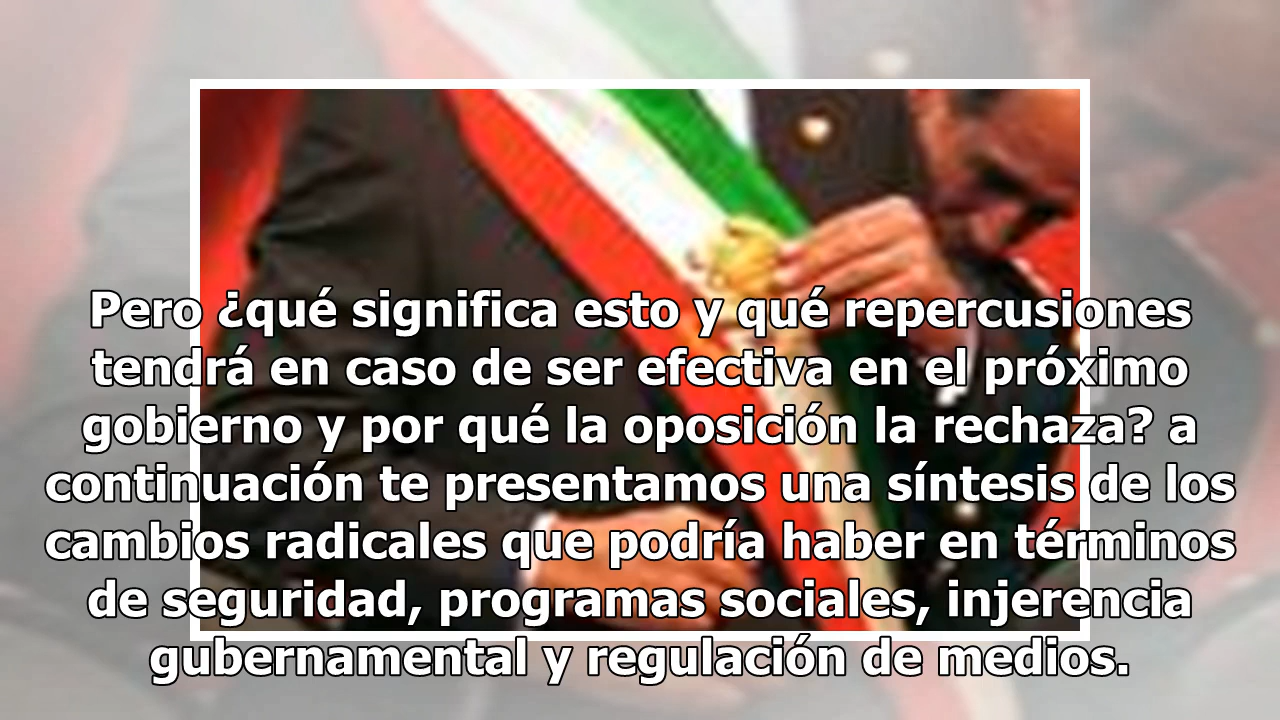 Pero ¿qué significa esto y qué repercusiones
tendrá en caso de ser efectiva en el próximo
gobierno y por qué la oposición la rechaza? a
continuación te presentamos una síntesis de los
cambios radicales que podría haber en términos
de seguridad, programas sociales, injerencia
gubernamental y regulación de medios.